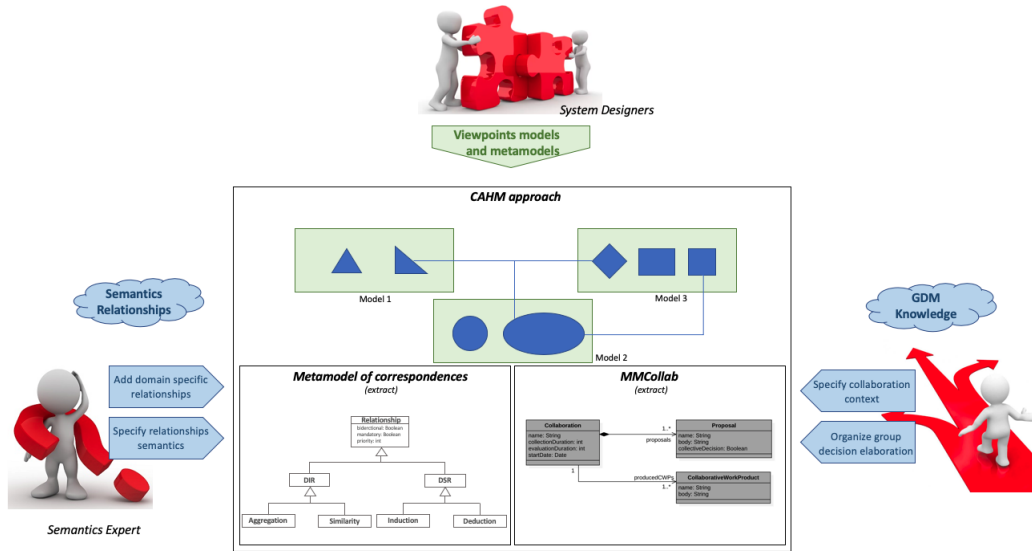 System Designers
Viewpoints models
and metamodels
CAHM approach
Model 1
Model 3
Model 2
Semantics
Relationships
Add domain specific
relationships
Specify relationships
semantics
Semantics Expert
GDM
Knowledge
Specify collaboration
context
Organize group
decision elaboration
Metamodel of correspondences
(extract)
Relationship
bidirectional: Boolean
mandatory: Boolean
priority: int
DIR
DSR
Aggregation
Similarity
Induction
Deduction
MMCollab
(extract)
Collaboration
name: String
collectionDuration: int
evaluationDuration: int
startDate: Date
1..*
proposals
Proposal
name: String
body: String
collectiveDecision: Boolean
1
producedCWPs
1..*
CollaborativeWorkProduct
name: String
body: String